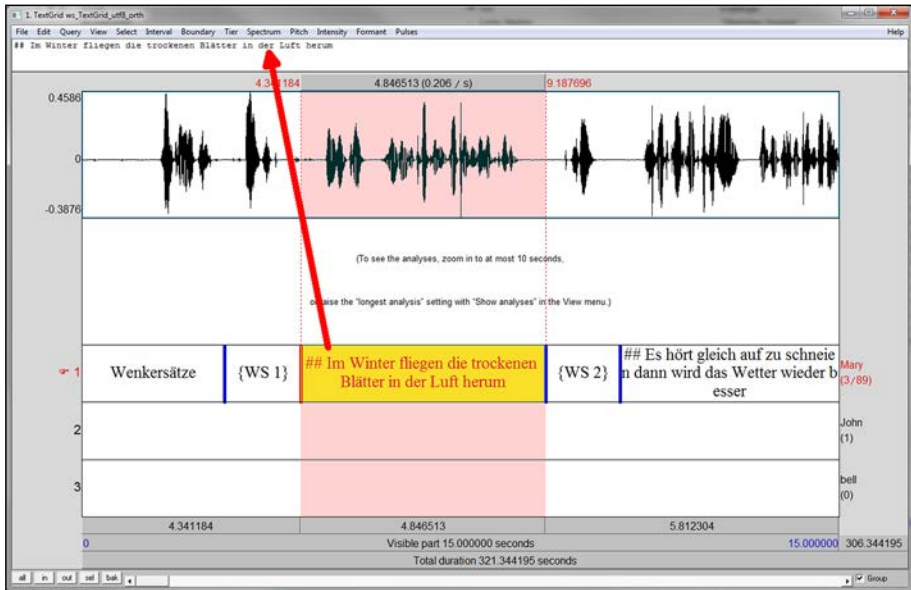 1. TextGrid ws_TextGrid_utf8_orth
File Edit Query View Select Interval Boundary Tier Spectrum Pitch Intensity Formant Pulses Help
## Im Winter fliegen die trockenen Blätter in der Luft herum
4.341184 4.846513 (0.206 / s) 9.187696
0.4586
0
-0.3876
(To see the analyses, zoom in to at most 10 seconds,
or raise the "longest analysis" setting with "Show analyses" in the View menu.)
1 Wenkersätze {WS 1} ## Im Winter fliegen die trockenen {WS 2} ## Es hört gleich auf zu schneie Mary
Blätter in der Luft herum n dann wird das Wetter wieder b (3/89)
esser
2 John
(1)
3 bell
(0)
4.341184 4.846513 5.812304
0 Visible part 15.000000 seconds 15.000000 306.344195
Total duration 321.344195 seconds
all in out sel bak Group